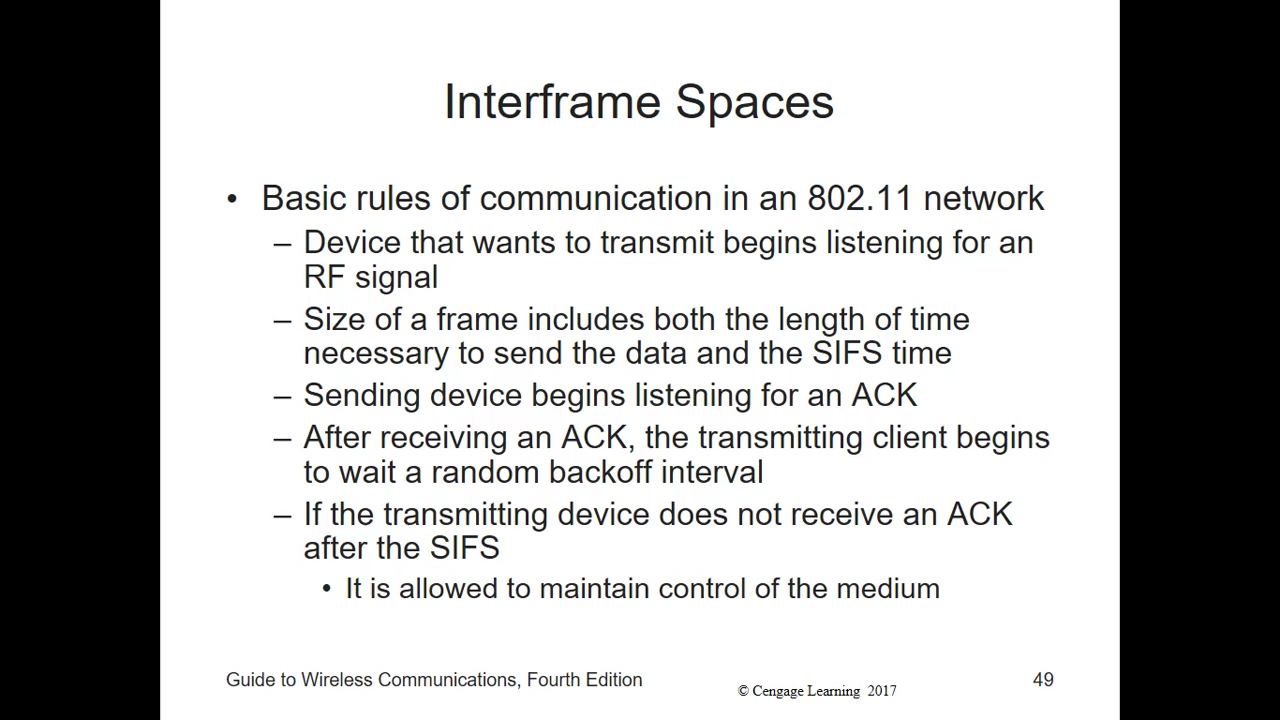 Interframe Spaces
• Basic rules of communication in an 802.11 network
– Device that wants to transmit begins listening for an
RF signal
– Size of a frame includes both the length of time
necessary to send the data and the SIFS time
– Sending device begins listening for an ACK
– After receiving an ACK, the transmitting client begins
to wait a random backoff interval
– If the transmitting device does not receive an ACK
after the SIFS
• It is allowed to maintain control of the medium
Guide to Wireless Communications, Fourth Edition
© Cengage Learning 2017
49